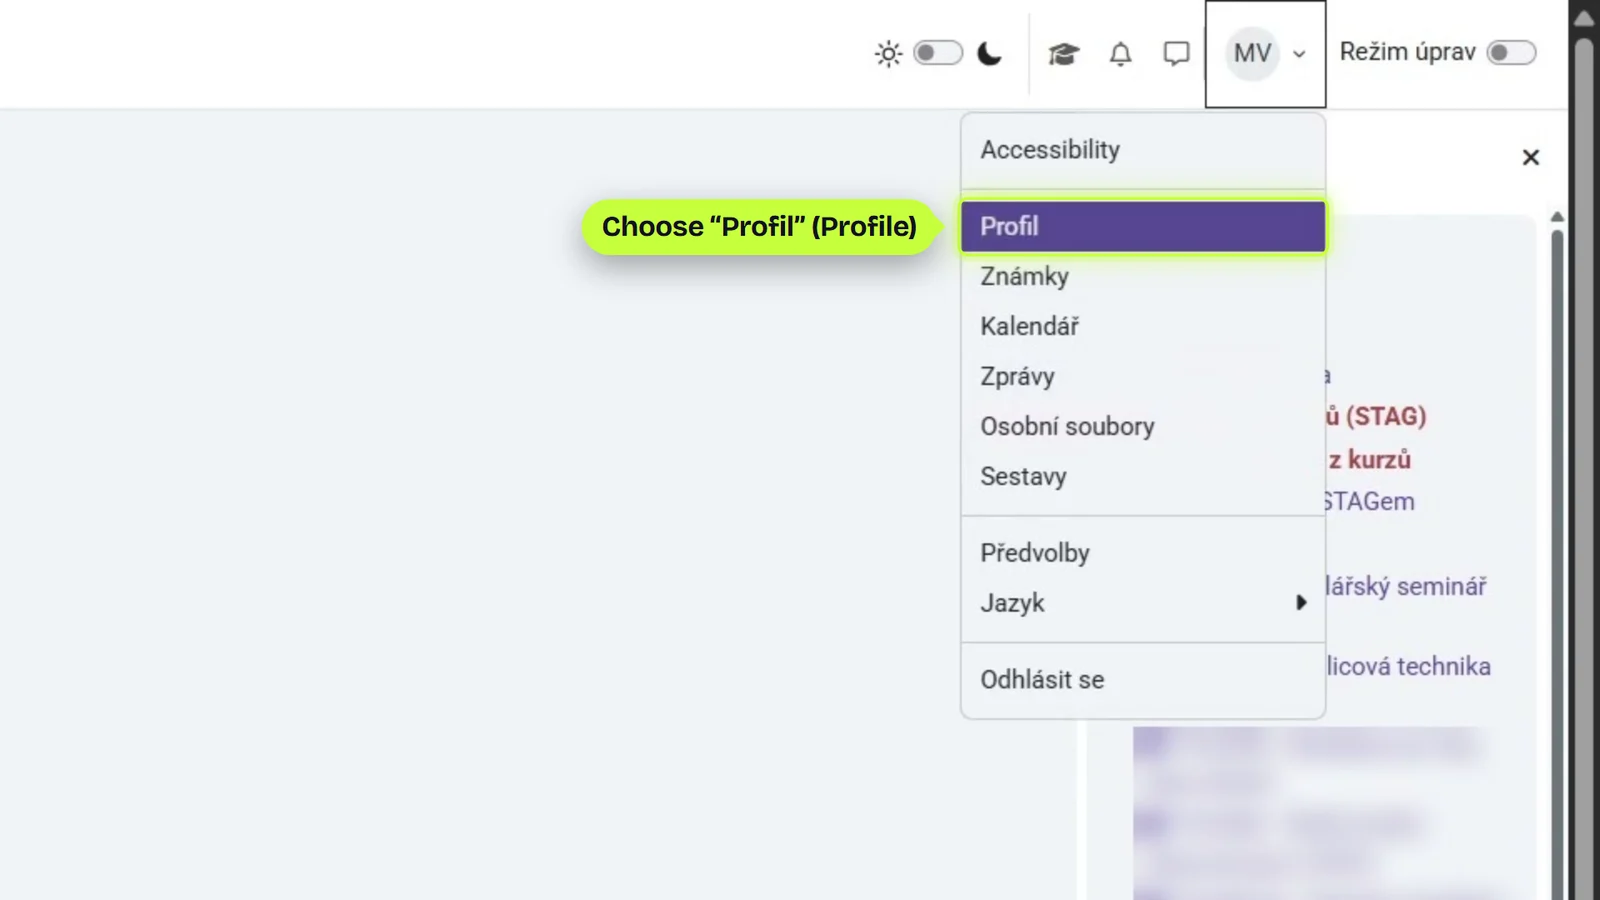 MV
Režim úprav
Accessibility
Choose “Profil” (Profile)
Profil
Známky
Kalendář
Zprávy
Osobní soubory
Sestavy
Předvolby
Jazyk
Odhlásit se
ů (STAG)
z kurzů
STAGem
lářský seminář
licová technika